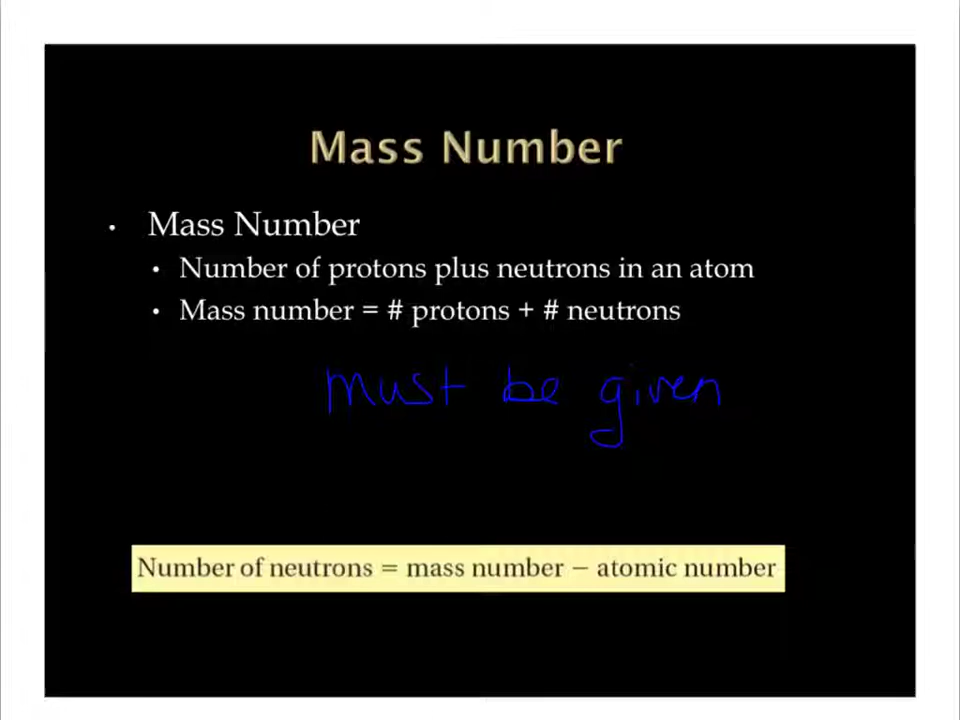 Mass Number
• Mass Number
• Number of protons plus neutrons in an atom
• Mass number = # protons + # neutrons
must be given
Number of neutrons = mass number − atomic number